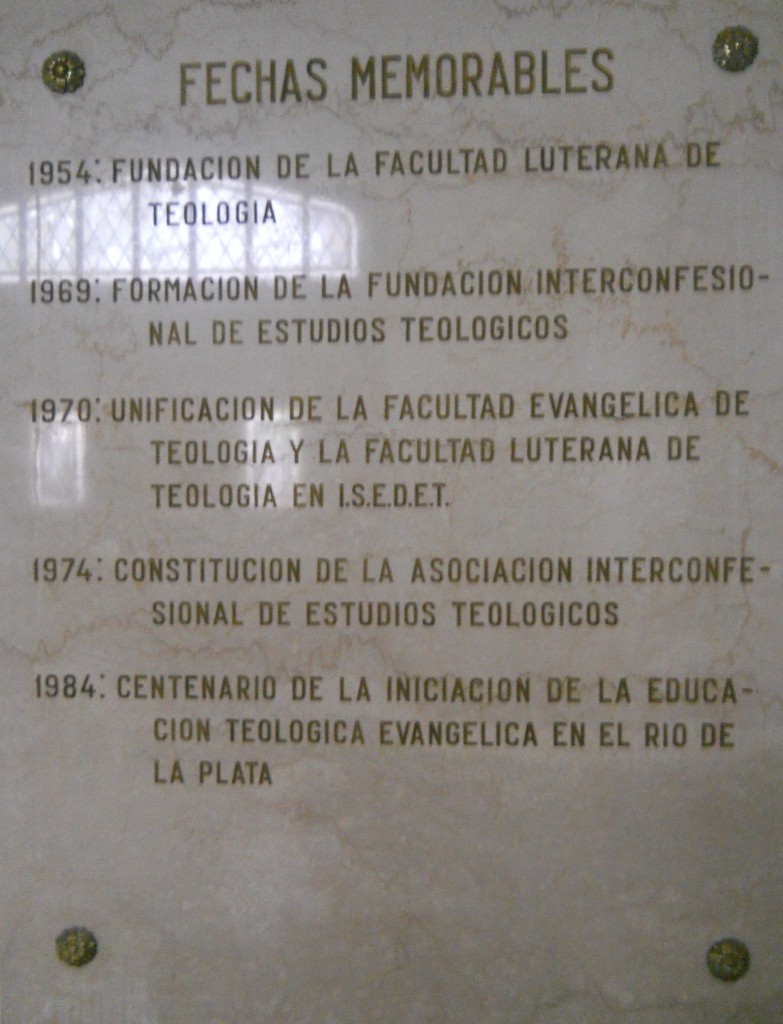 FECHAS MEMORABLES
1954: FUNDACION DE LA FACULTAD LUTERANA DE
TEOLOGIA
1969: FORMACION DE LA FUNDACION INTERCONFESIO-
NAL DE ESTUDIOS TEOLOGICOS
1970: UNIFICACION DE LA FACULTAD EVANGELICA DE
TEOLOGIA Y LA FACULTAD LUTERANA DE
TEOLOGIA EN I.S.E.D.E.T.
1974: CONSTITUCION DE LA ASOCIACION INTERCONFE-
SIONAL DE ESTUDIOS TEOLOGICOS
1984: CENTENARIO DE LA INICIACION DE LA EDUCA-
CION TEOLOGICA EVANGELICA EN EL RIO DE
LA PLATA